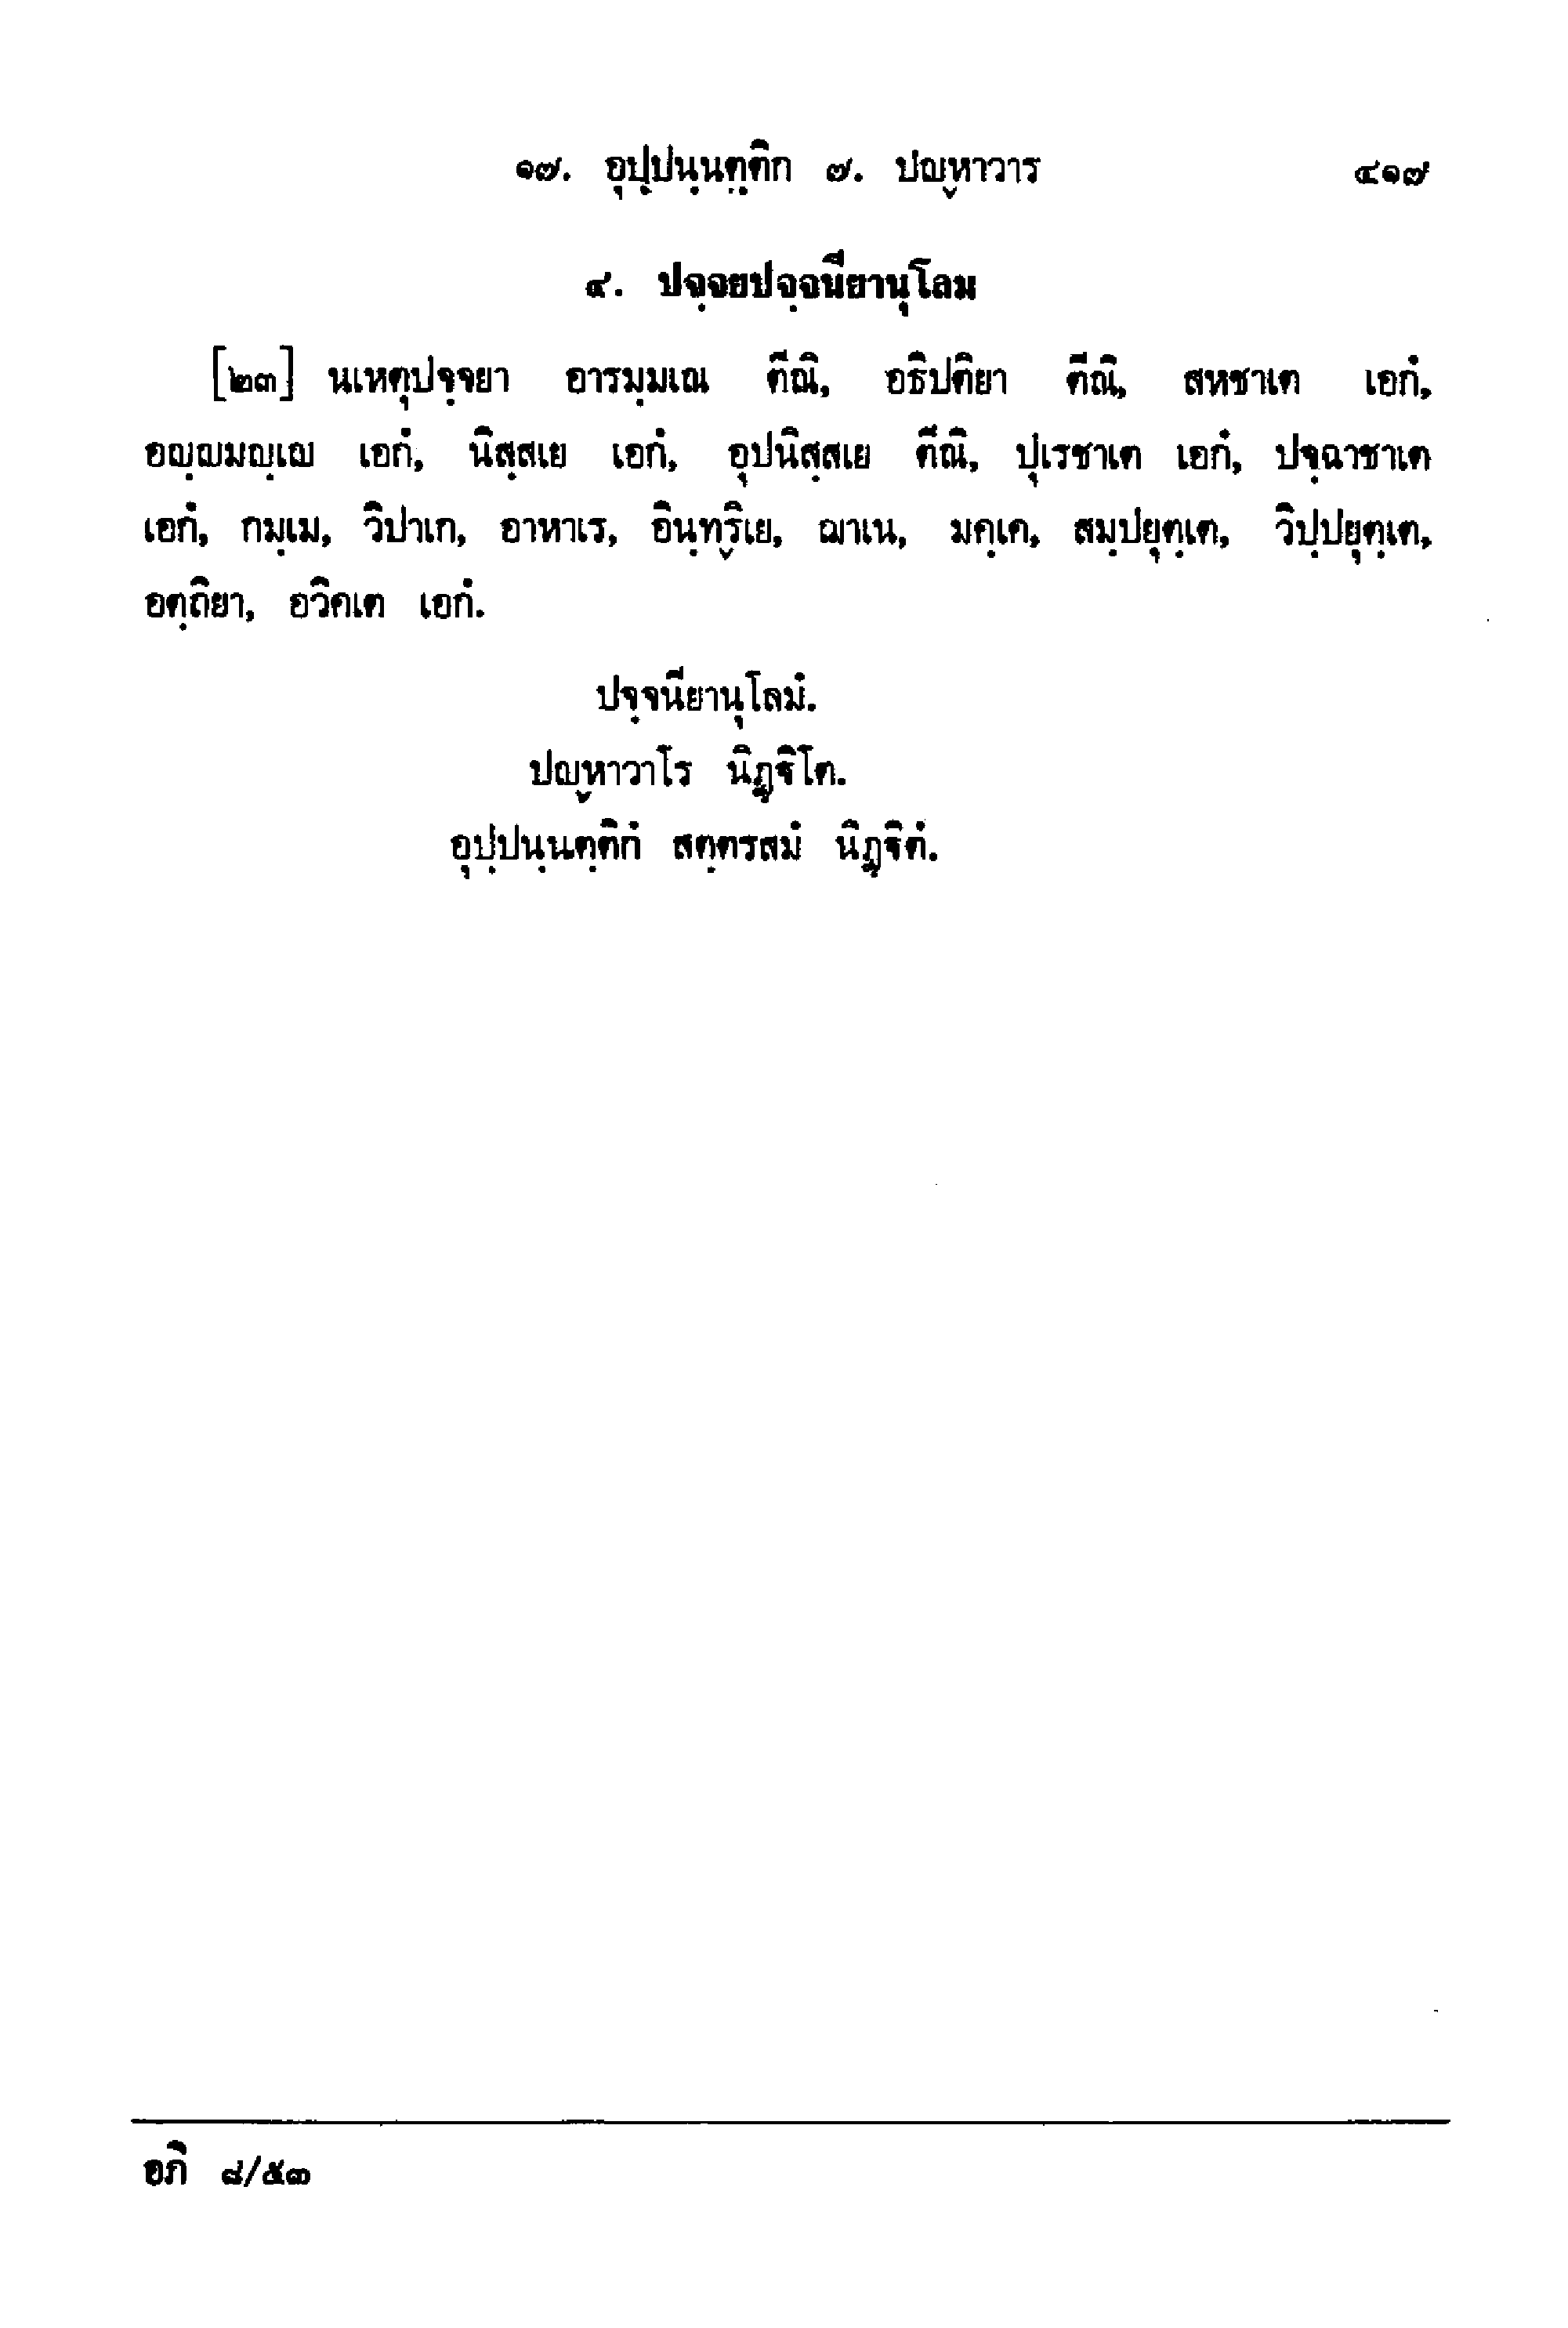 ๑๗. อุปฺปนฺนตฺติก ๗. ปญฺหาวาร ๔๑๗
๔. ปจฺจยปจฺจนียานุโลม
[๒๓] นเหตุปจฺจยา อารมฺมเณ ตีณิ, อธิปติยา ตีณิ, สหชาเต เอกํ,
อญฺญมญฺเญ เอกํ, นิสฺสเย เอกํ, อุปนิสฺสเย ตีณิ, ปุเรชาเต เอกํ, ปจฺฉาชาเต
เอกํ, กมฺเม, วิปาเก, อาหาเร, อินฺทฺริเย, ฌาเน, มคฺเค, สมฺปยุตฺเต, วิปฺปยุตฺเต,
อตฺถิยา, อวิคเต เอกํ.
ปจฺจนียานุโลมํ.
ปญฺหาวาโร นิฏฺฐิโต.
อุปฺปนฺนตฺติกํ สตฺตรสมํ นิฏฺฐิตํ.
อภิ ๘/๕๓